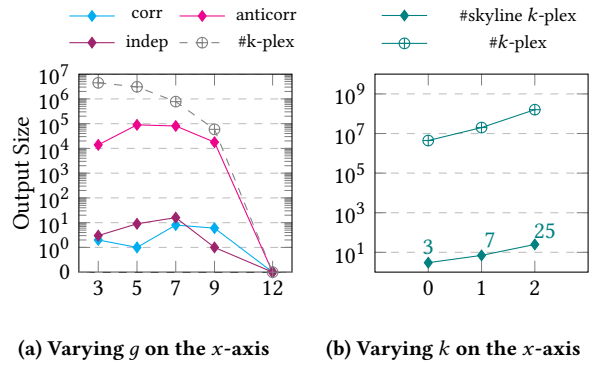 corr anticorr
indep #k-plex
Output Size
10^7
10^6
10^5
10^4
10^3
10^2
10^1
10^0
0
3 5 7 9 12
(a) Varying g on the x-axis
#skyline k-plex
#k-plex
10^9
10^7
10^5
10^3
10^1
3 7 25
0 1 2
(b) Varying k on the x-axis